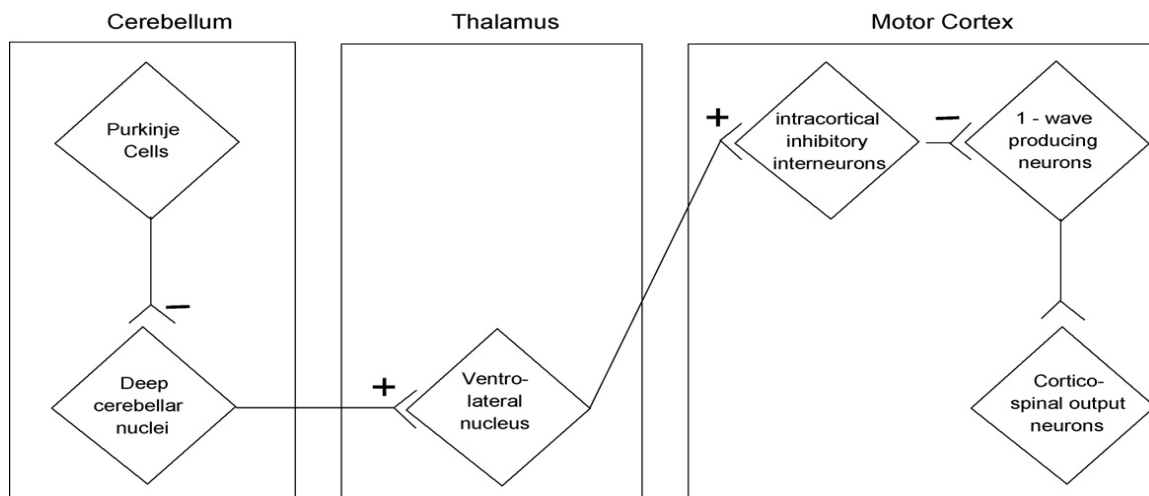 Cerebellum
Thalamus
Motor Cortex
Purkinje
Cells
−
Deep
cerebellar
nuclei
+
Ventro-
lateral
nucleus
+
intracortical
inhibitory
interneurons
−
1 - wave
producing
neurons
Cortico-
spinal output
neurons